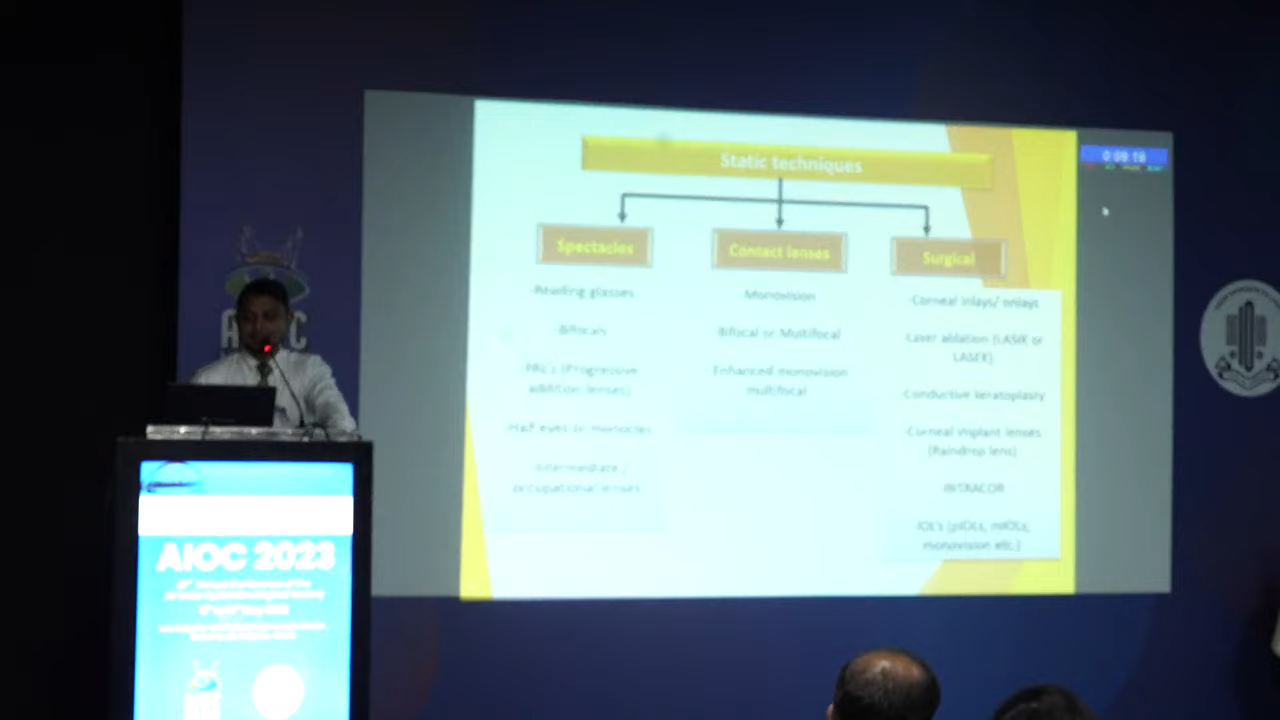 Static techniques
0:09:18
Spectacles
Contact lenses
Surgical
-Reading glasses
-Bifocals
-PAL's (Progressive
addition lenses)
-Half eyes or monocles
-Intermediate /
occupational lenses
-Monovision
-Bifocal or Multifocal
Enhanced monovision
multifocal
-Corneal inlays/ onlays
-Laser ablation (LASIK or
LASEK)
-Conductive keratoplasty
-Corneal implant lenses
(Raindrop lens)
-INTRACOR
-IOL's (pIOLs, mIOLs,
monovision etc.)
AIOC 2023